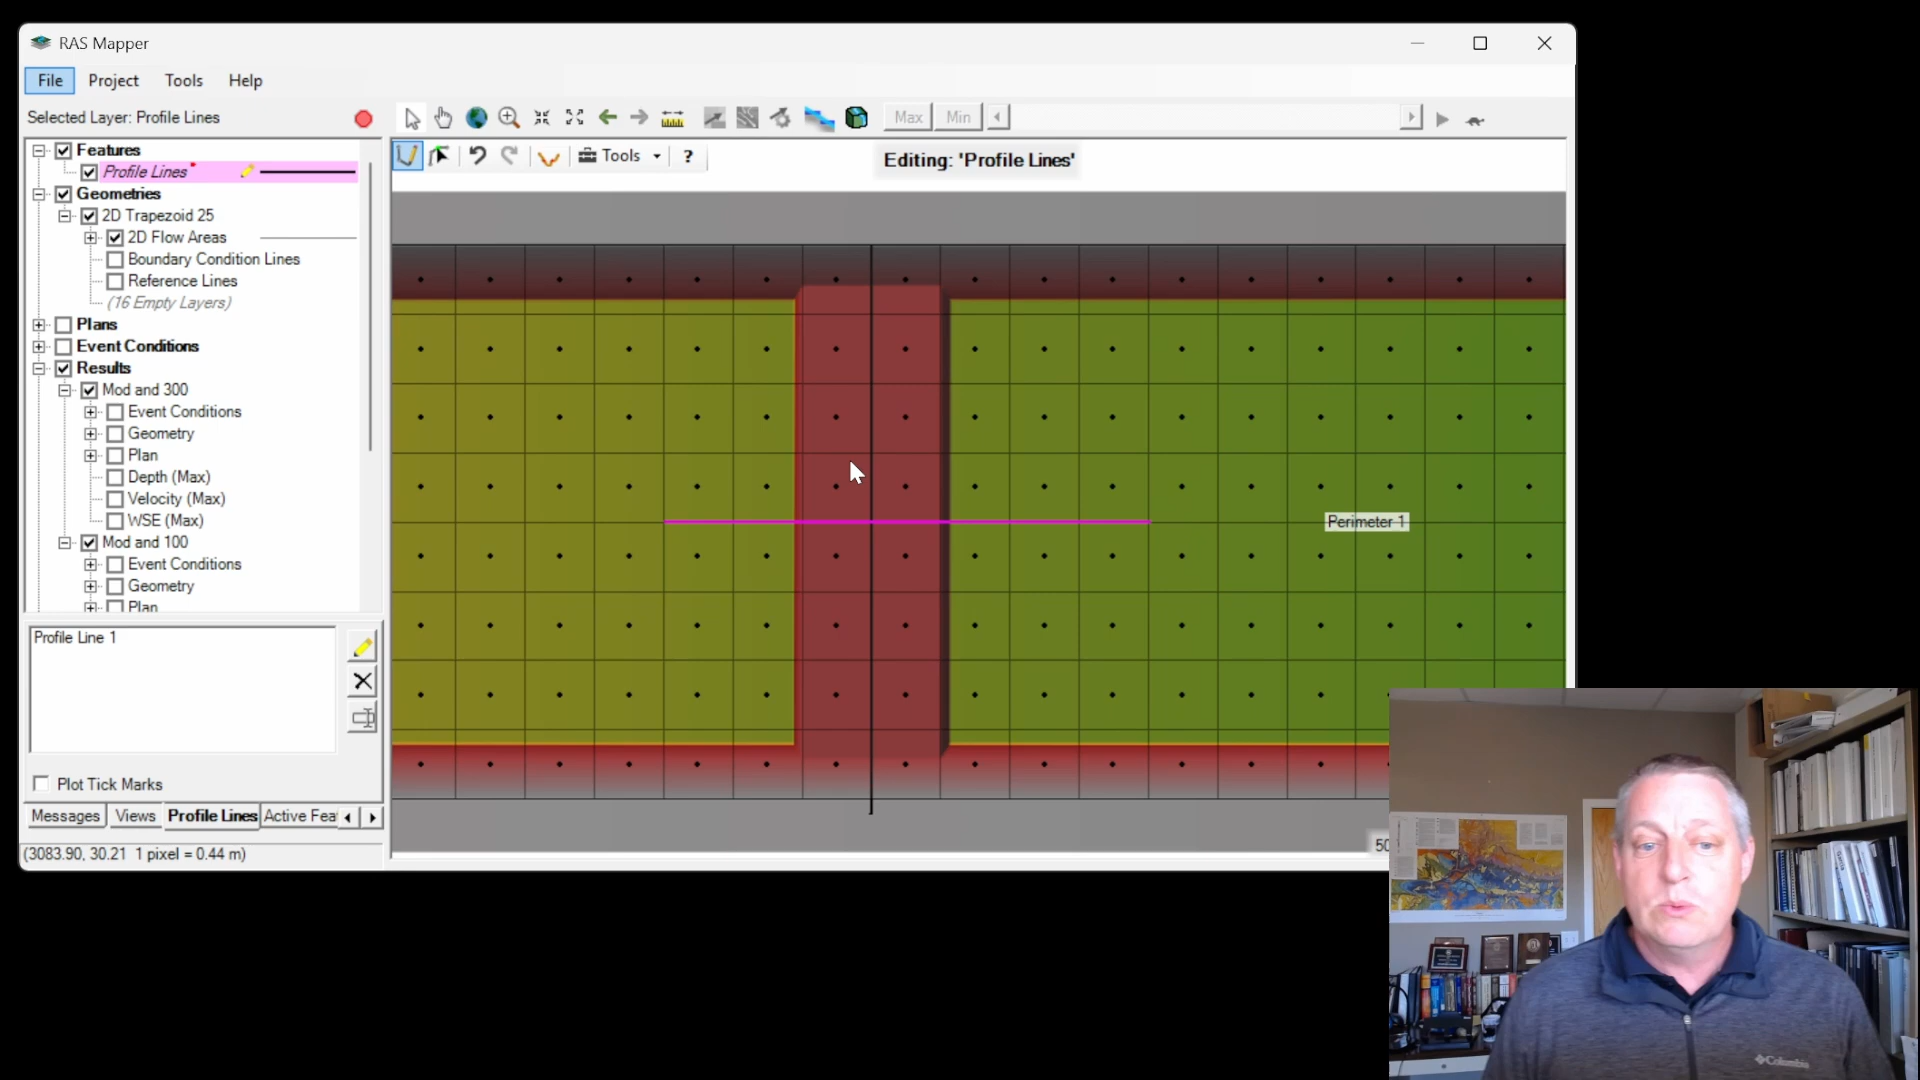 RAS Mapper
File Project Tools Help
Selected Layer: Profile Lines
Max Min
Tools ?
Editing: 'Profile Lines'
Features
Profile Lines
Geometries
2D Trapezoid 25
2D Flow Areas
Boundary Condition Lines
Reference Lines
(16 Empty Layers)
Plans
Event Conditions
Results
Mod and 300
Event Conditions
Geometry
Plan
Depth (Max)
Velocity (Max)
WSE (Max)
Mod and 100
Event Conditions
Geometry
Plan
Perimeter 1
Profile Line 1
Plot Tick Marks
Messages Views Profile Lines Active Fea
(3083.90, 30.21 1 pixel = 0.44 m)
50
Columbia